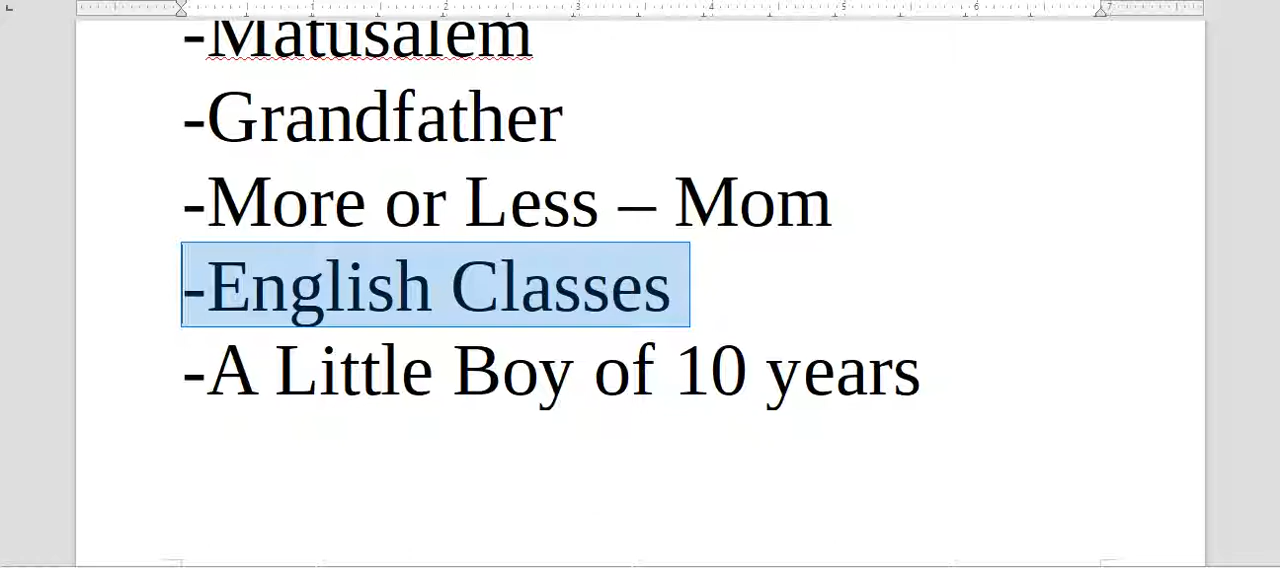 -Matusalem
-Grandfather
-More or Less – Mom
-English Classes
-A Little Boy of 10 years